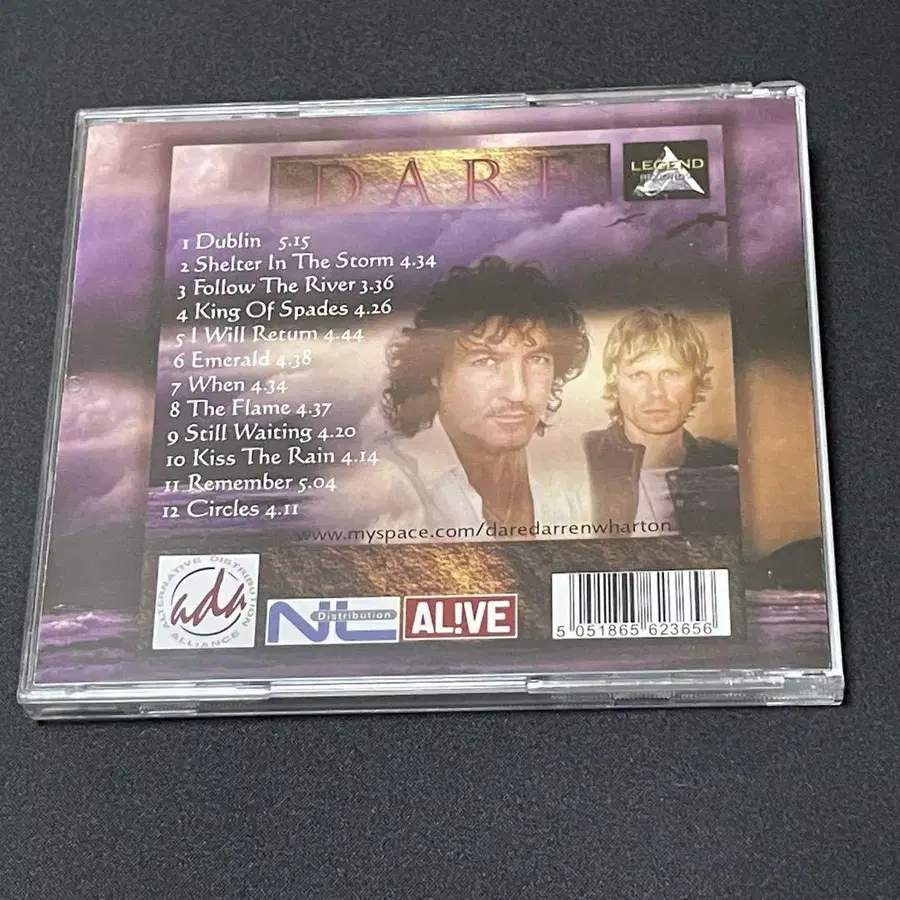 DARE
LEGEND
RECORDS
1 Dublin 5.15
2 Shelter In The Storm 4.34
3 Follow The River 3.36
4 King Of Spades 4.26
5 I Will Return 4.44
6 Emerald 4.38
7 When 4.34
8 The Flame 4.37
9 Still Waiting 4.20
10 Kiss The Rain 4.14
11 Remember 5.04
12 Circles 4.11
www.myspace.com/daredarrenwharton
ALTERNATIVE DISTRIBUTION ALLIANCE
ada
Distribution
AL!VE
5 051865 623656